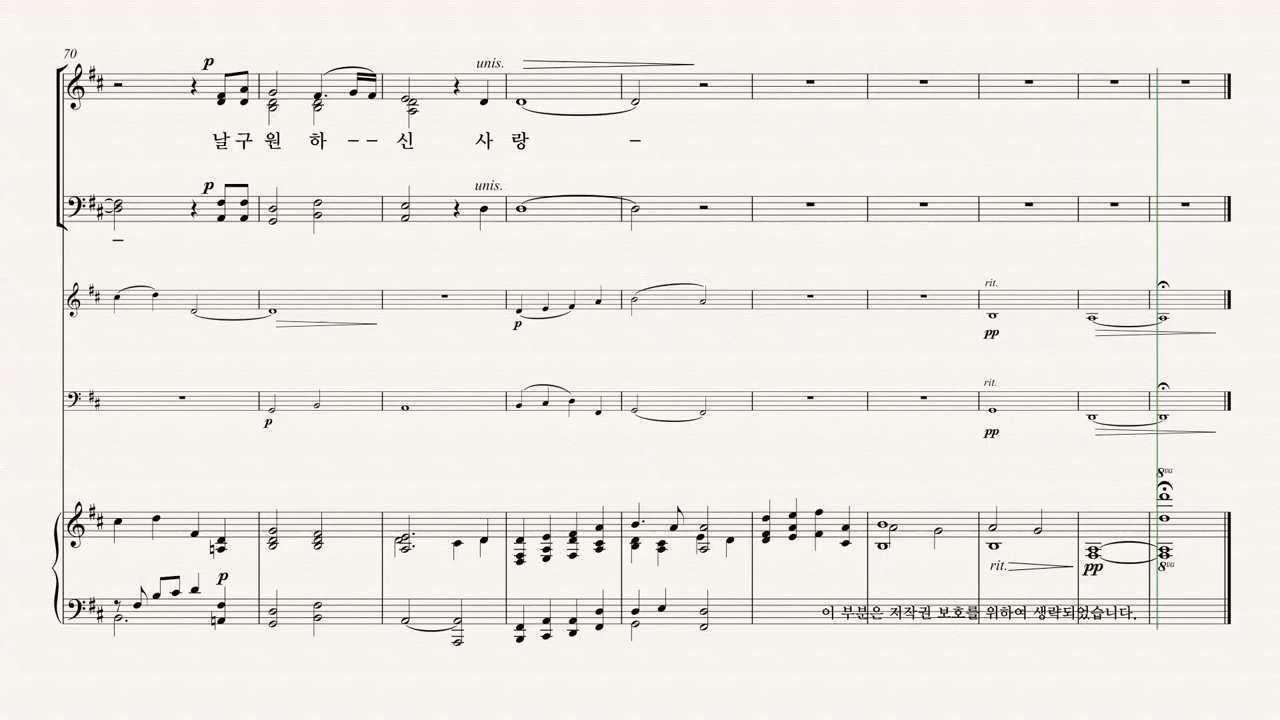 70
p
unis.
날 구 원 하 - - 신 사 랑 -
p
unis.
-
p
p
rit.
pp
p
rit.
pp
8va
p
rit.
pp
8va
이 부분은 저작권 보호를 위하여 생략되었습니다.